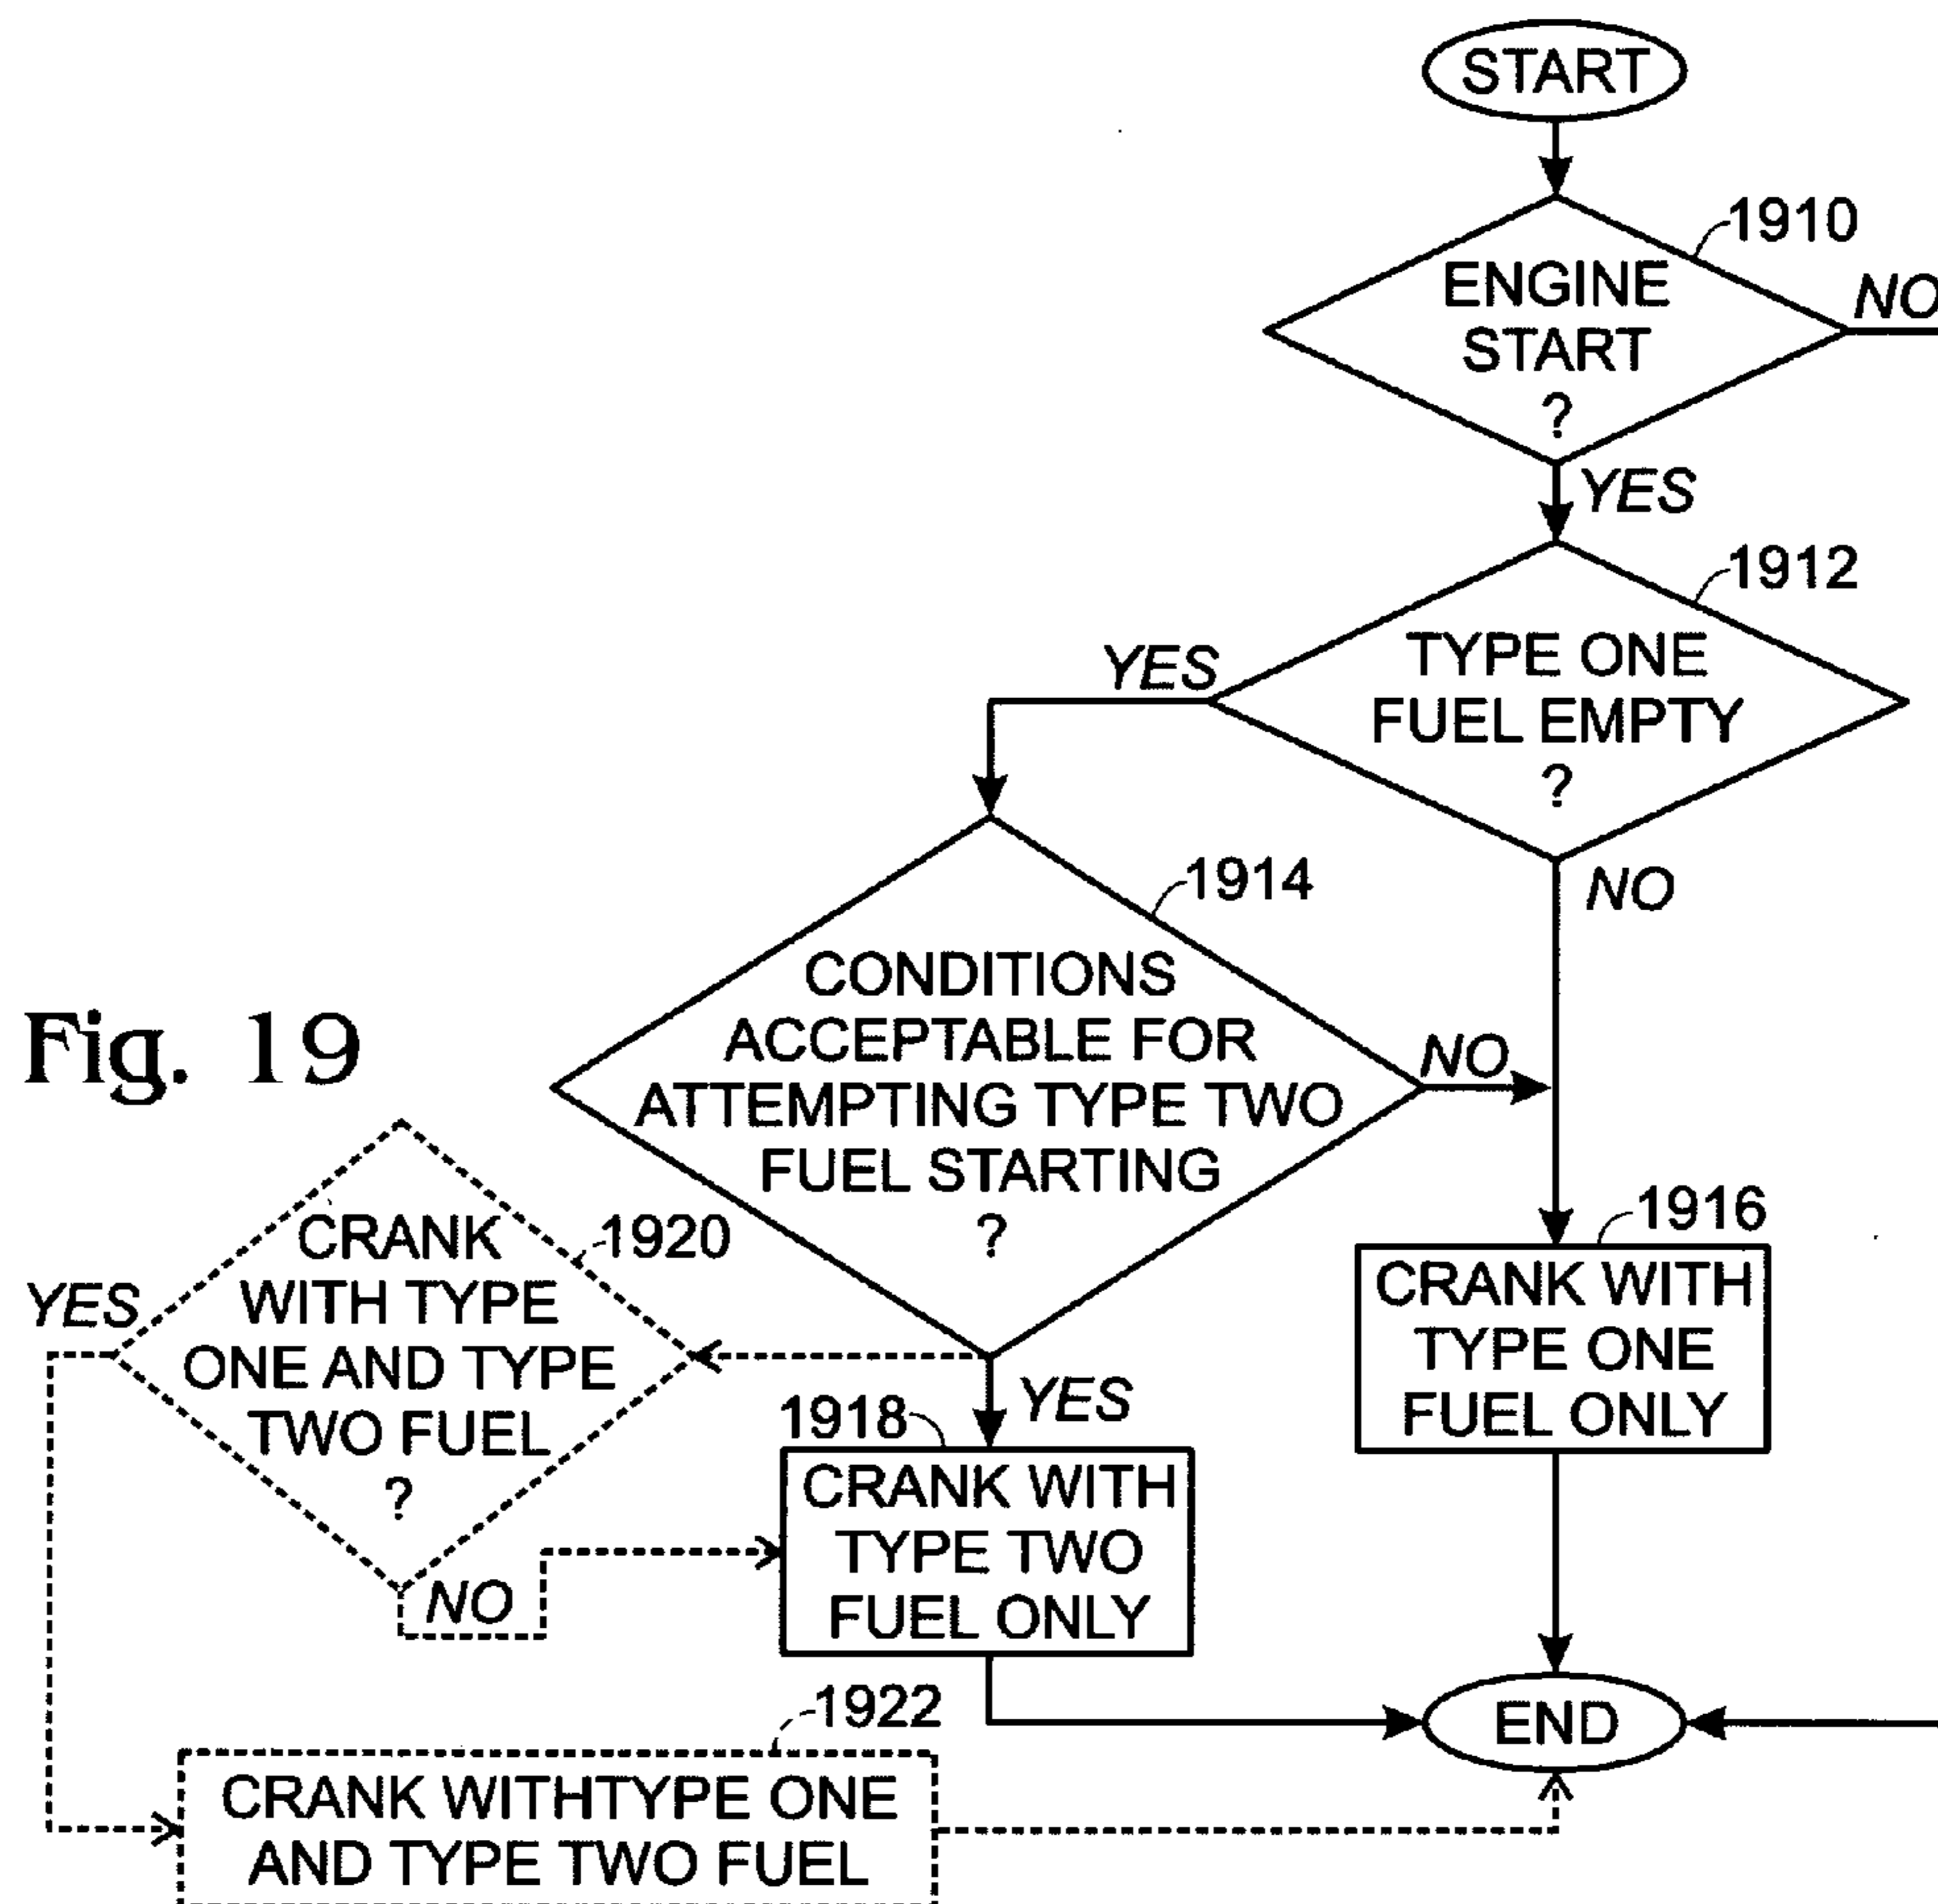 START
1910
ENGINE
START
?
NO
YES
1912
TYPE ONE
FUEL EMPTY
?
YES
NO
1914
CONDITIONS
ACCEPTABLE FOR
ATTEMPTING TYPE TWO
FUEL STARTING
?
NO
Fig. 19
1920
CRANK
WITH TYPE
ONE AND TYPE
TWO FUEL
?
YES
NO
1916
CRANK WITH
TYPE ONE
FUEL ONLY
YES
1918
CRANK WITH
TYPE TWO
FUEL ONLY
1922
CRANK WITHTYPE ONE
AND TYPE TWO FUEL
END